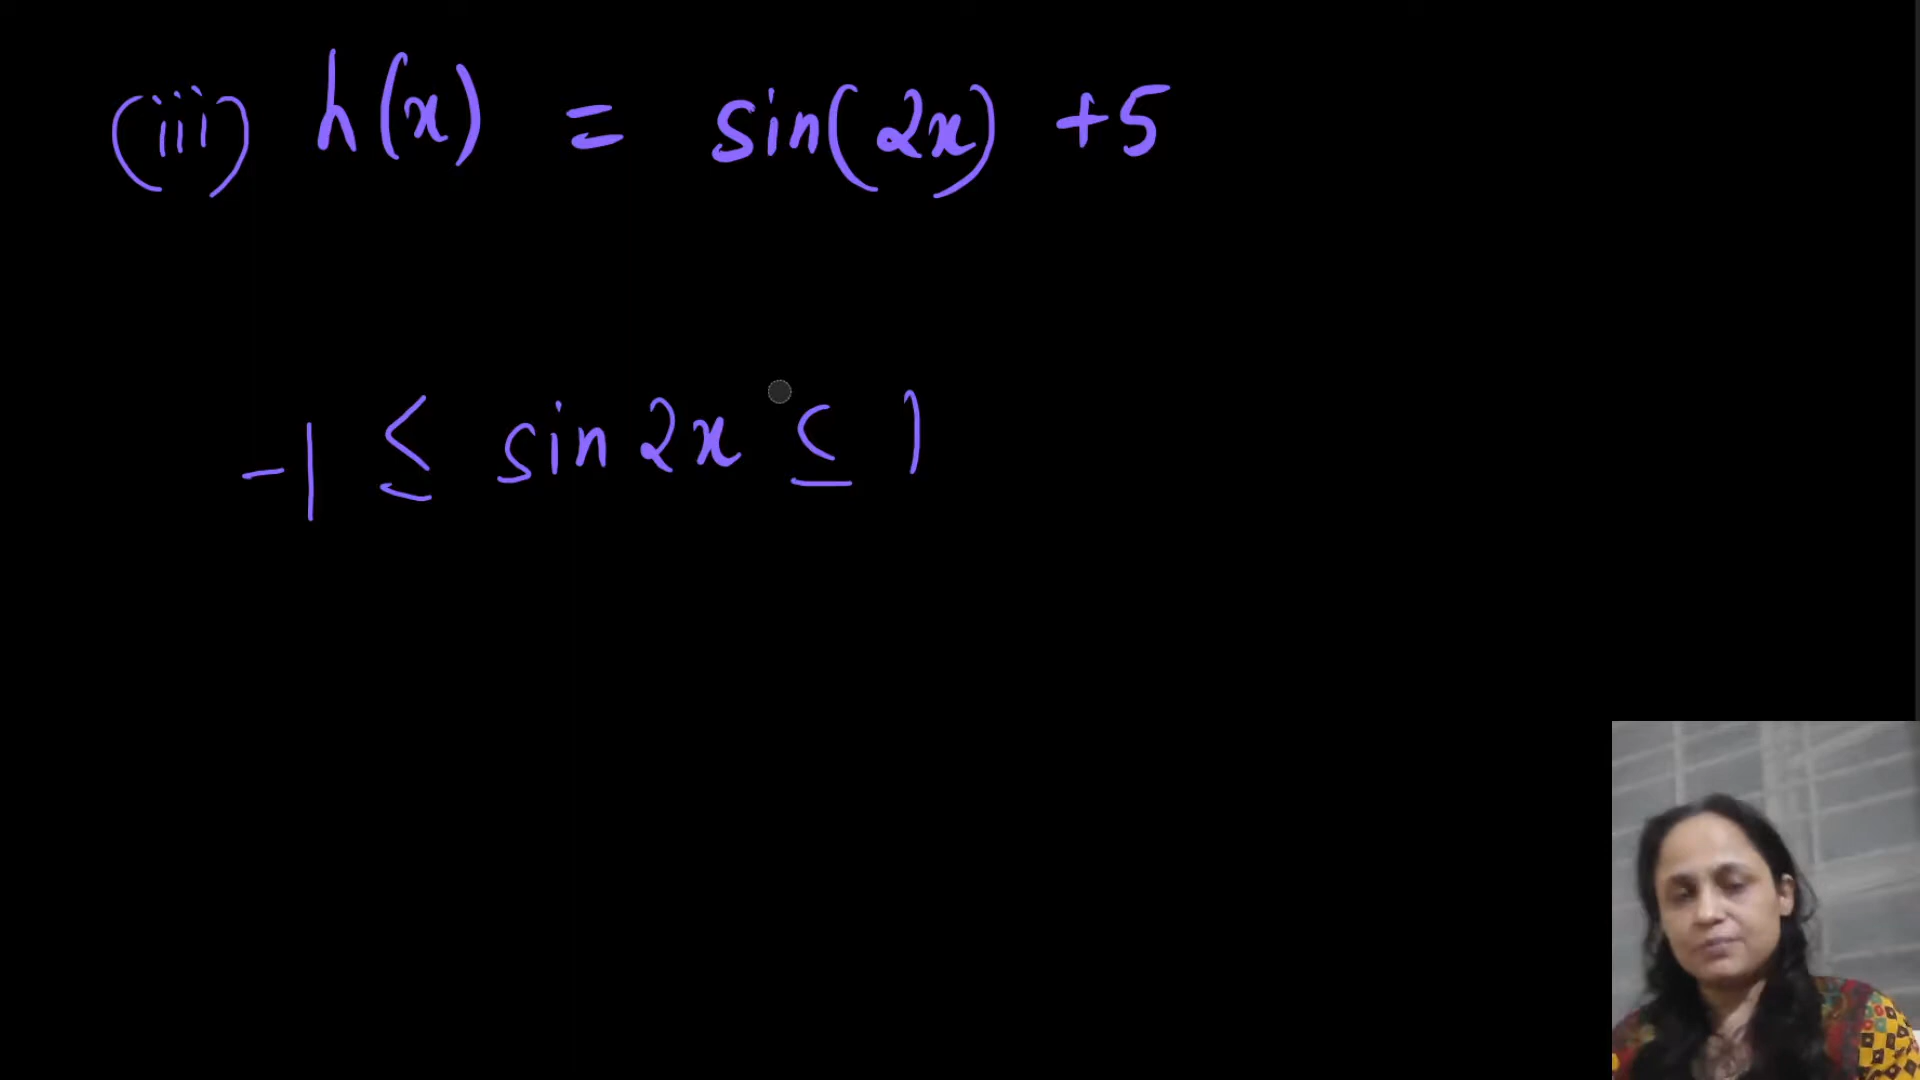 (iii) h(x) = sin(2x) +5
-1 ≤ sin 2x ≤ 1